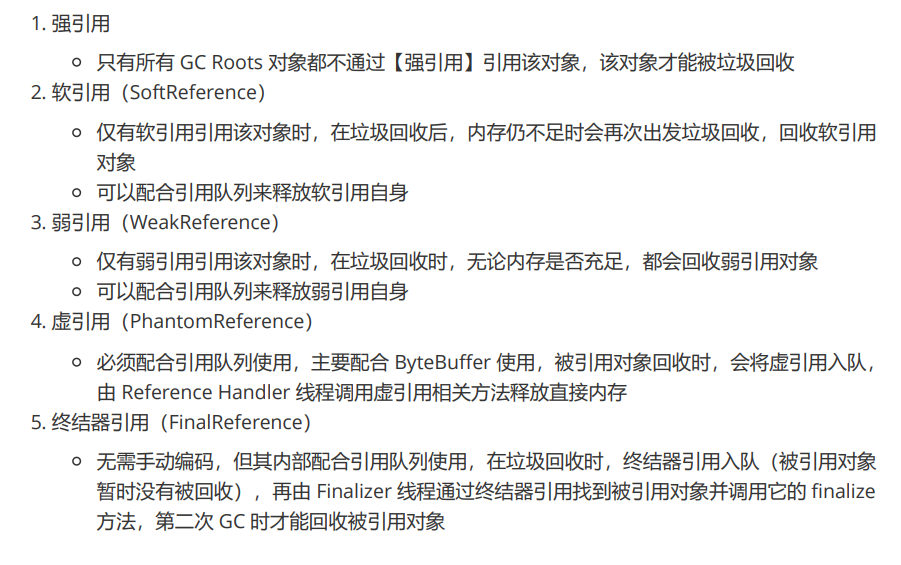 1. 强引用
只有所有 GC Roots 对象都不通过【强引用】引用该对象，该对象才能被垃圾回收
2. 软引用（SoftReference）
仅有软引用引用该对象时，在垃圾回收后，内存仍不足时会再次出发垃圾回收，回收软引用
对象
可以配合引用队列来释放软引用自身
3. 弱引用（WeakReference）
仅有弱引用引用该对象时，在垃圾回收时，无论内存是否充足，都会回收弱引用对象
可以配合引用队列来释放弱引用自身
4. 虚引用（PhantomReference）
必须配合引用队列使用，主要配合 ByteBuffer 使用，被引用对象回收时，会将虚引用入队，
由 Reference Handler 线程调用虚引用相关方法释放直接内存
5. 终结器引用（FinalReference）
无需手动编码，但其内部配合引用队列使用，在垃圾回收时，终结器引用入队（被引用对象
暂时没有被回收），再由 Finalizer 线程通过终结器引用找到被引用对象并调用它的 finalize
方法，第二次 GC 时才能回收被引用对象